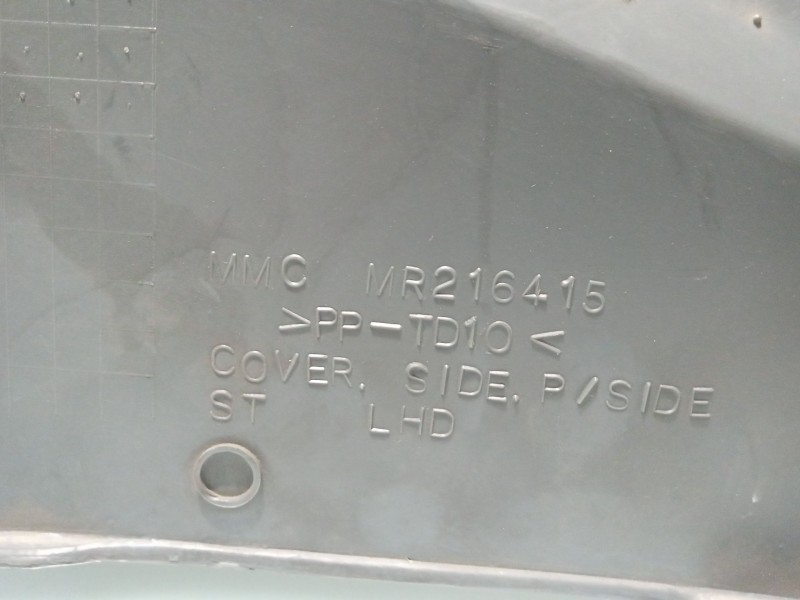 MMC MR216415
>PP-TD10<
COVER, SIDE, P/SIDE
ST LHD